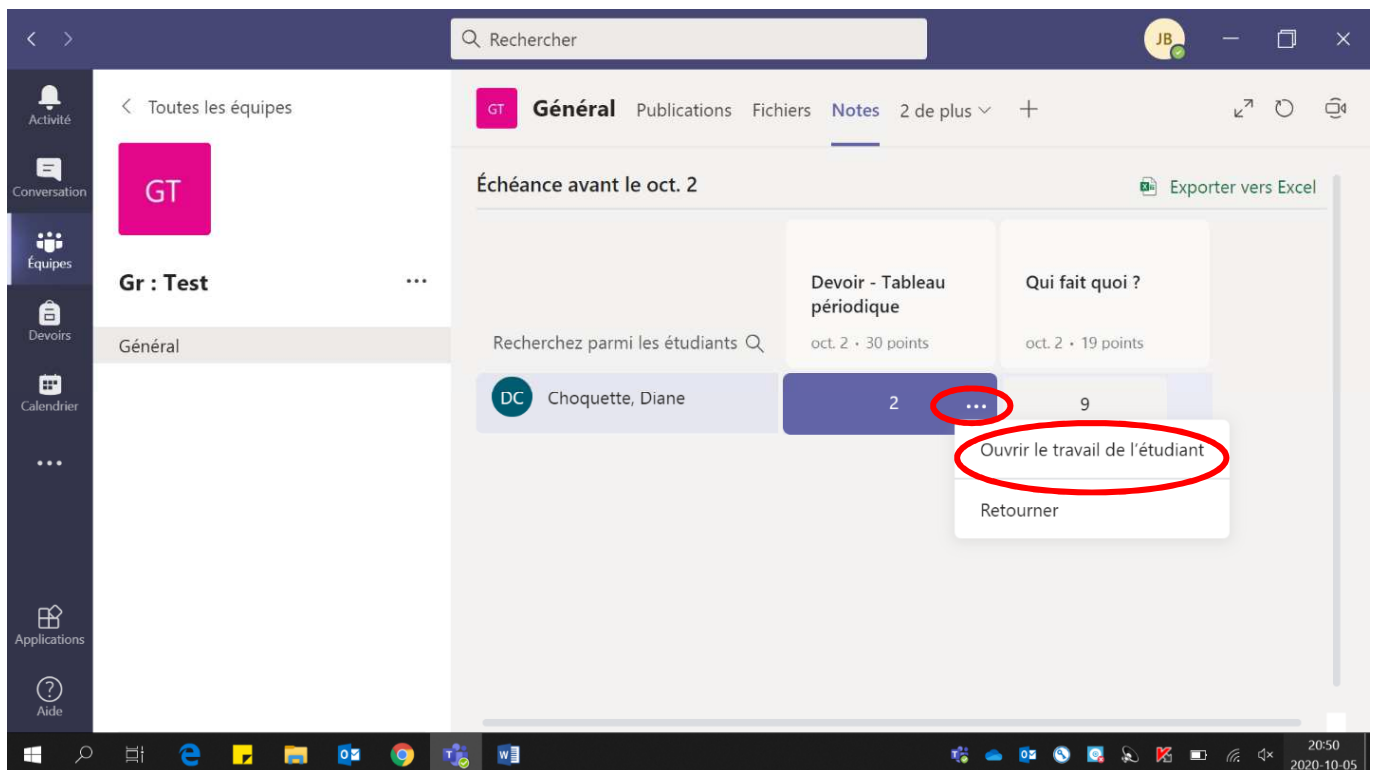 Rechercher
JB
Activité
Conversation
Équipes
Devoirs
Calendrier
Applications
Aide
Toutes les équipes
GT
Gr : Test
Général
GT Général Publications Fichiers Notes 2 de plus
Échéance avant le oct. 2
Exporter vers Excel
Recherchez parmi les étudiants
Devoir - Tableau
périodique
oct. 2 • 30 points
Qui fait quoi ?
oct. 2 • 19 points
DC Choquette, Diane
2
9
Ouvrir le travail de l'étudiant
Retourner
20:50
2020-10-05